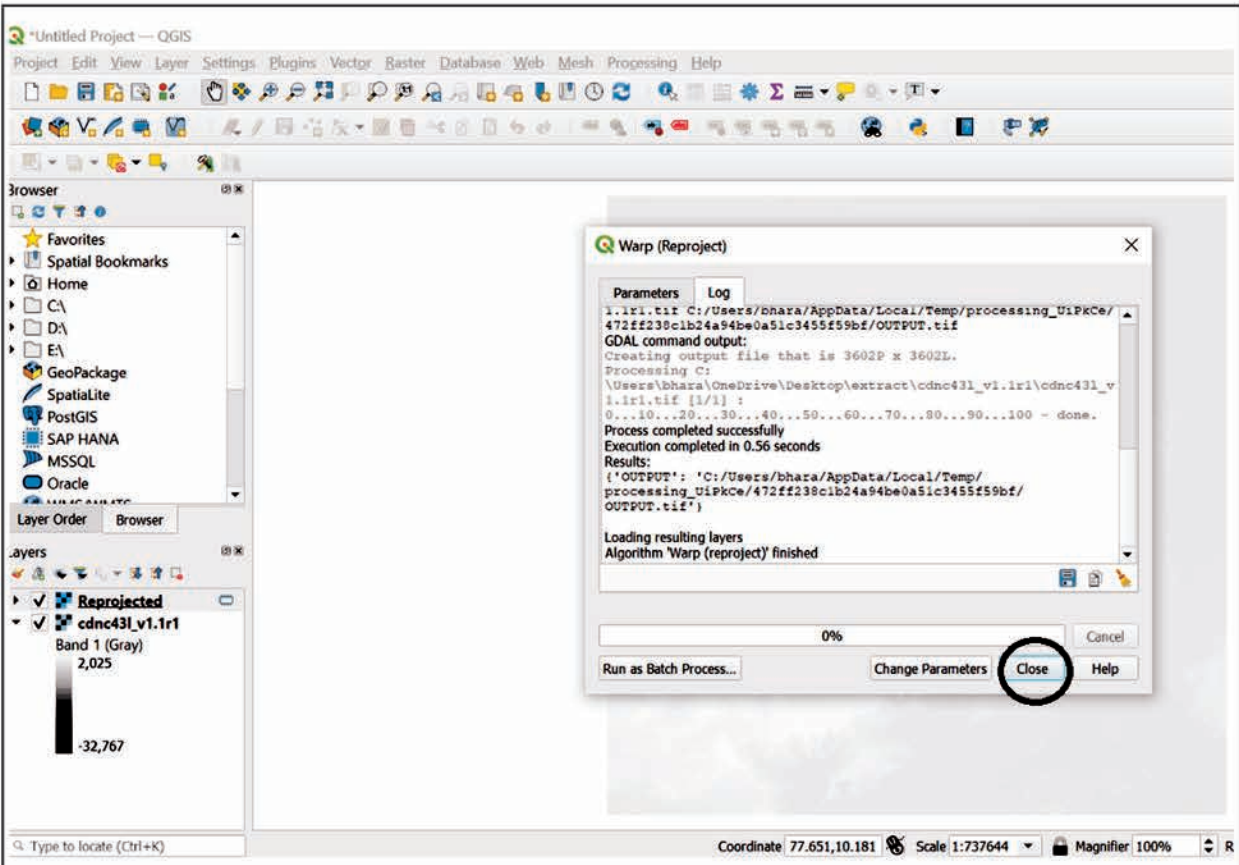 *Untitled Project — QGIS
Project Edit View Layer Settings Plugins Vector Raster Database Web Mesh Processing Help
Browser
Favorites
Spatial Bookmarks
Home
C:\
D:\
E:\
GeoPackage
SpatiaLite
PostGIS
SAP HANA
MSSQL
Oracle
Layer Order Browser
Layers
Reprojected
cdnc43l_v1.1r1
Band 1 (Gray)
2,025
-32,767
Type to locate (Ctrl+K)
Warp (Reproject)
Parameters Log
1.1r1.tif C:/Users/bhara/AppData/Local/Temp/processing_UiPkCe/
472ff238c1b24a94be0a51c3455f59bf/OUTPUT.tif
GDAL command output:
Creating output file that is 3602P x 3602L.
Processing C:
\Users\bhara\OneDrive\Desktop\extract\cdnc43l_v1.1r1\cdnc43l_v
1.1r1.tif [1/1] :
0...10...20...30...40...50...60...70...80...90...100 - done.
Process completed successfully
Execution completed in 0.56 seconds
Results:
{'OUTPUT': 'C:/Users/bhara/AppData/Local/Temp/
processing_UiPkCe/472ff238c1b24a94be0a51c3455f59bf/
OUTPUT.tif'}
Loading resulting layers
Algorithm 'Warp (reproject)' finished
0% Cancel
Run as Batch Process... Change Parameters Close Help
Coordinate 77.651,10.181 Scale 1:737644 Magnifier 100% R